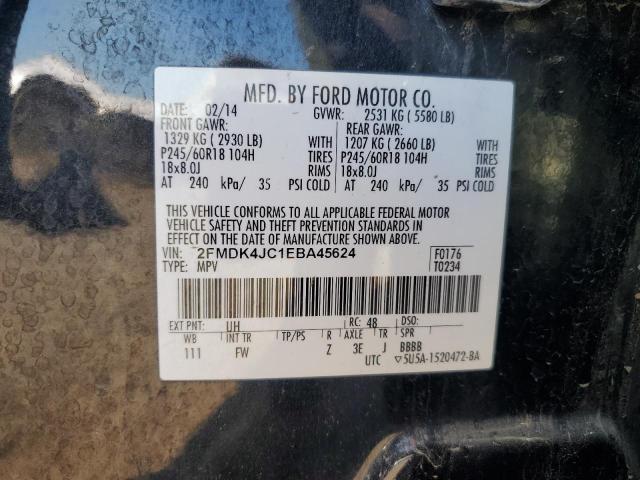 MFD. BY FORD MOTOR CO.
DATE: 02/14 GVWR: 2531 KG ( 5580 LB)
FRONT GAWR: REAR GAWR:
1329 KG ( 2930 LB) WITH 1207 KG ( 2660 LB) WITH
P245/60R18 104H TIRES P245/60R18 104H TIRES
18x8.0J RIMS 18x8.0J RIMS
AT 240 kPa/ 35 PSI COLD AT 240 kPa/ 35 PSI COLD
THIS VEHICLE CONFORMS TO ALL APPLICABLE FEDERAL MOTOR
VEHICLE SAFETY AND THEFT PREVENTION STANDARDS IN
EFFECT ON THE DATE OF MANUFACTURE SHOWN ABOVE.
VIN: 2FMDK4JC1EBA45624 F0176
TYPE: MPV T0234
EXT PNT: UH RC: 48 DSO:
WB INT TR TP/PS R AXLE TR SPR
111 FW Z 3E J BBBB
UTC ▽5U5A-1520472-BA